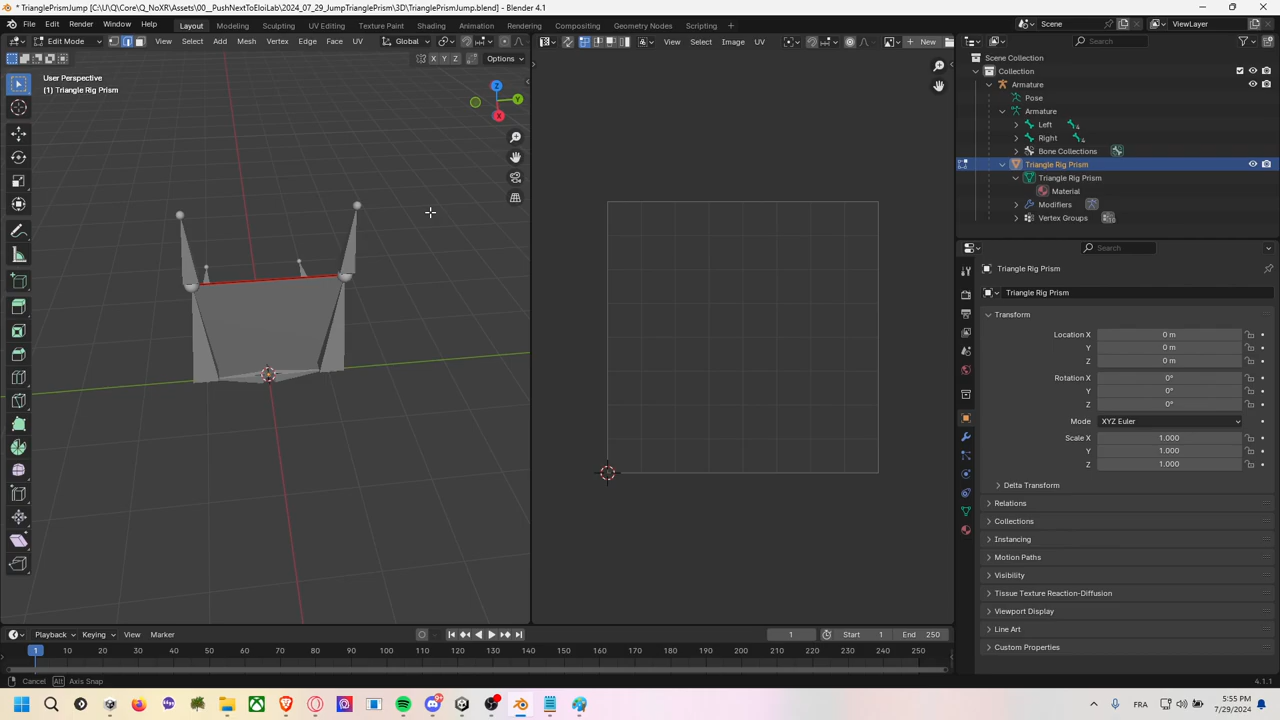 * TrianglePrismJump [C:\U\Q\Core\Q_NoXR\Assets\00__PushNextToEloiLab\2024_07_29_JumpTrianglePrism\3D\TrianglePrismJump.blend] - Blender 4.1
File Edit Render Window Help Layout Modeling Sculpting UV Editing Texture Paint Shading Animation Rendering Compositing Geometry Nodes Scripting Scene ViewLayer
Edit Mode View Select Add Mesh Vertex Edges Face UV Global View Select Image UV New Search
X Y Z Options
User Perspective
(1) Triangle Rig Prism
Z
Y
X
Scene Collection
Collection
Armature
Pose
Armature
Left 4
Right 4
Bone Collections
Triangle Rig Prism
Triangle Rig Prism
Material
Modifiers
Vertex Groups 10
Search
Triangle Rig Prism
Triangle Rig Prism
Transform
Location X 0 m
Y 0 m
Z 0 m
Rotation X 0°
Y 0°
Z 0°
Mode XYZ Euler
Scale X 1.000
Y 1.000
Z 1.000
Delta Transform
Relations
Collections
Instancing
Motion Paths
Visibility
Tissue Texture Reaction-Diffusion
Viewport Display
Line Art
Custom Properties
Playback Keying View Marker 1 Start 1 End 250
1 10 20 30 40 50 60 70 80 90 100 110 120 130 140 150 160 170 180 190 200 210 220 230 240 250
Cancel Alt Axis Snap 4.1.1
FRA 5:55 PM
7/29/2024